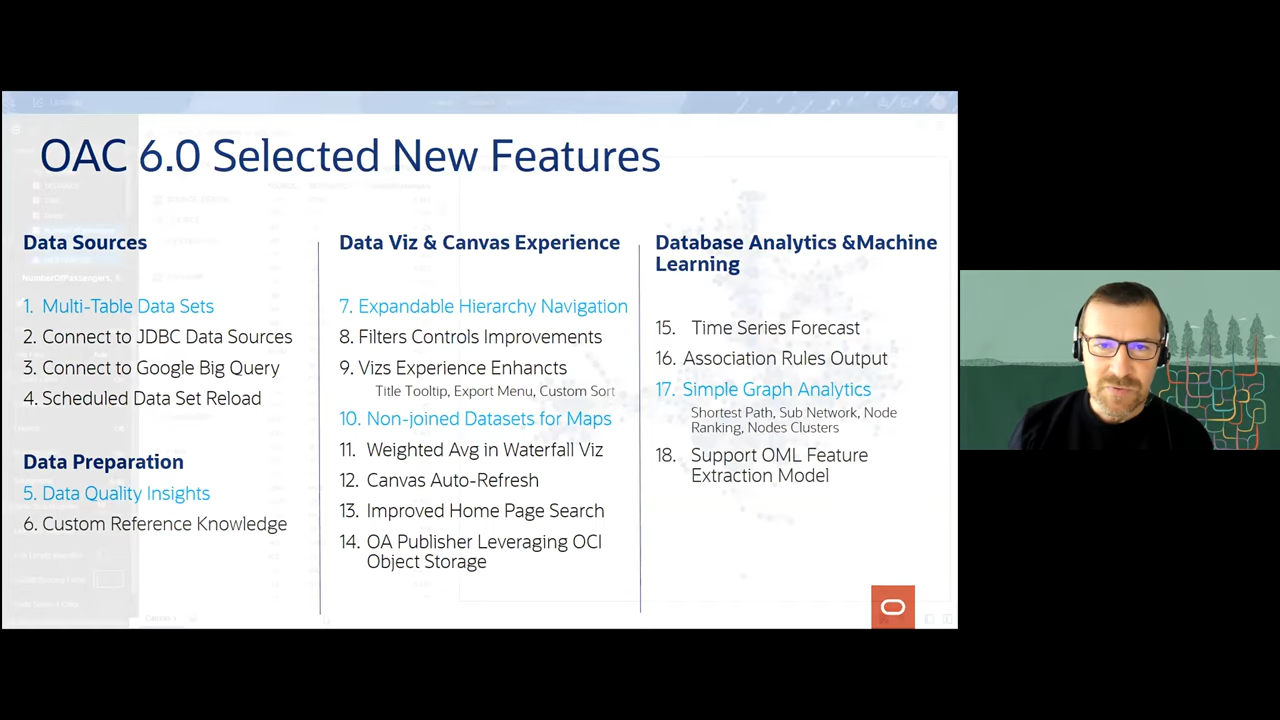 OAC 6.0 Selected New Features
Data Sources
1. Multi-Table Data Sets
2. Connect to JDBC Data Sources
3. Connect to Google Big Query
4. Scheduled Data Set Reload
Data Preparation
5. Data Quality Insights
6. Custom Reference Knowledge
Data Viz & Canvas Experience
7. Expandable Hierarchy Navigation
8. Filters Controls Improvements
9. Vizs Experience Enhancts
Title Tooltip, Export Menu, Custom Sort
10. Non-joined Datasets for Maps
11. Weighted Avg in Waterfall Viz
12. Canvas Auto-Refresh
13. Improved Home Page Search
14. OA Publisher Leveraging OCI
Object Storage
Database Analytics &Machine
Learning
15. Time Series Forecast
16. Association Rules Output
17. Simple Graph Analytics
Shortest Path, Sub Network, Node
Ranking, Nodes Clusters
18. Support OML Feature
Extraction Model